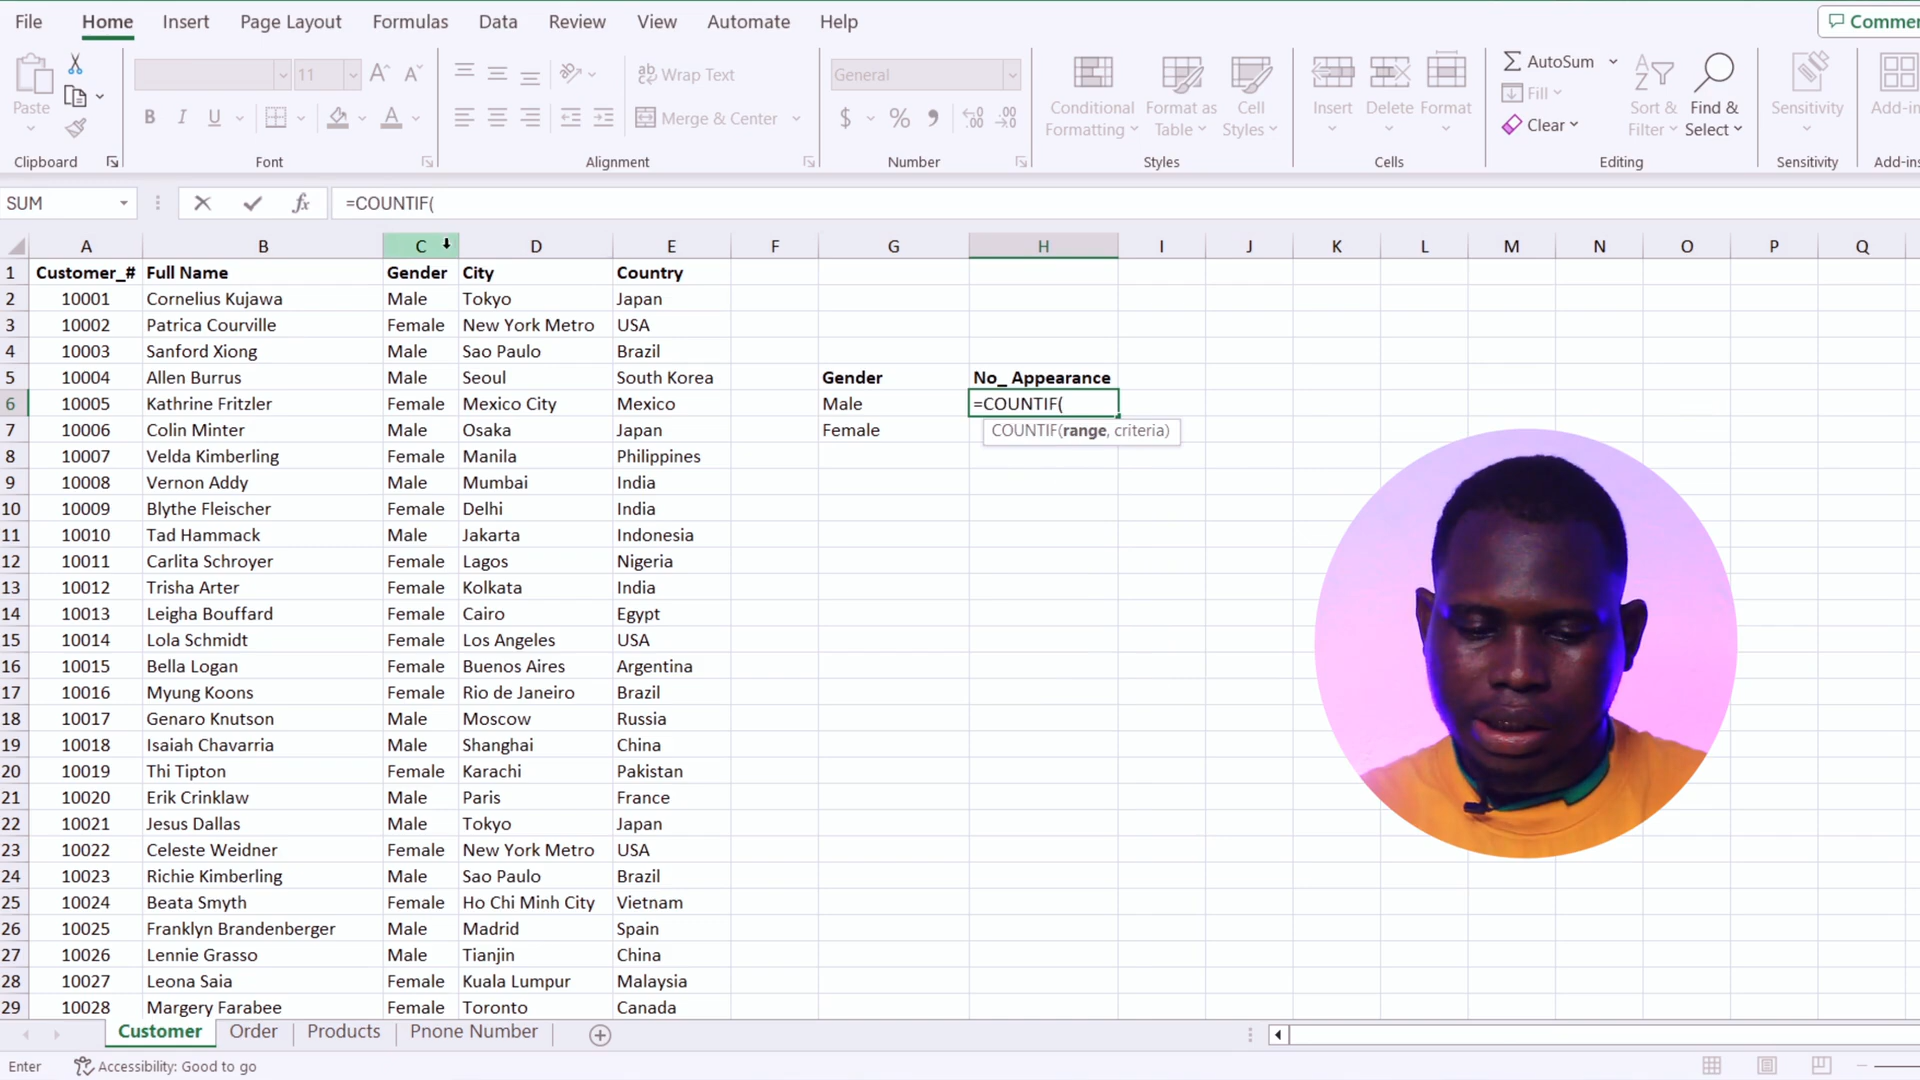 File Home Insert Page Layout Formulas Data Review View Automate Help Commen
Paste
11
Wrap Text
Merge & Center
General
Conditional Formatting
Format as Table
Cell Styles
Insert Delete Format
AutoSum
Fill
Clear
Sort & Filter
Find & Select
Sensitivity
Add-in
Clipboard Font Alignment Number Styles Cells Editing Sensitivity Add-ins
SUM fx =COUNTIF(
A B C D E F G H I J K L M N O P Q
1 Customer_# Full Name Gender City Country
2 10001 Cornelius Kujawa Male Tokyo Japan
3 10002 Patrica Courville Female New York Metro USA
4 10003 Sanford Xiong Male Sao Paulo Brazil
5 10004 Allen Burrus Male Seoul South Korea Gender No_ Appearance
6 10005 Kathrine Fritzler Female Mexico City Mexico Male =COUNTIF(
7 10006 Colin Minter Male Osaka Japan Female COUNTIF(range, criteria)
8 10007 Velda Kimberling Female Manila Philippines
9 10008 Vernon Addy Male Mumbai India
10 10009 Blythe Fleischer Female Delhi India
11 10010 Tad Hammack Male Jakarta Indonesia
12 10011 Carlita Schroyer Female Lagos Nigeria
13 10012 Trisha Arter Female Kolkata India
14 10013 Leigha Bouffard Female Cairo Egypt
15 10014 Lola Schmidt Female Los Angeles USA
16 10015 Bella Logan Female Buenos Aires Argentina
17 10016 Myung Koons Female Rio de Janeiro Brazil
18 10017 Genaro Knutson Male Moscow Russia
19 10018 Isaiah Chavarria Male Shanghai China
20 10019 Thi Tipton Female Karachi Pakistan
21 10020 Erik Crinklaw Male Paris France
22 10021 Jesus Dallas Male Tokyo Japan
23 10022 Celeste Weidner Female New York Metro USA
24 10023 Richie Kimberling Male Sao Paulo Brazil
25 10024 Beata Smyth Female Ho Chi Minh City Vietnam
26 10025 Franklyn Brandenberger Male Madrid Spain
27 10026 Lennie Grasso Male Tianjin China
28 10027 Leona Saia Female Kuala Lumpur Malaysia
29 10028 Margery Farabee Female Toronto Canada
Customer Order Products Pnone Number
Enter Accessibility: Good to go